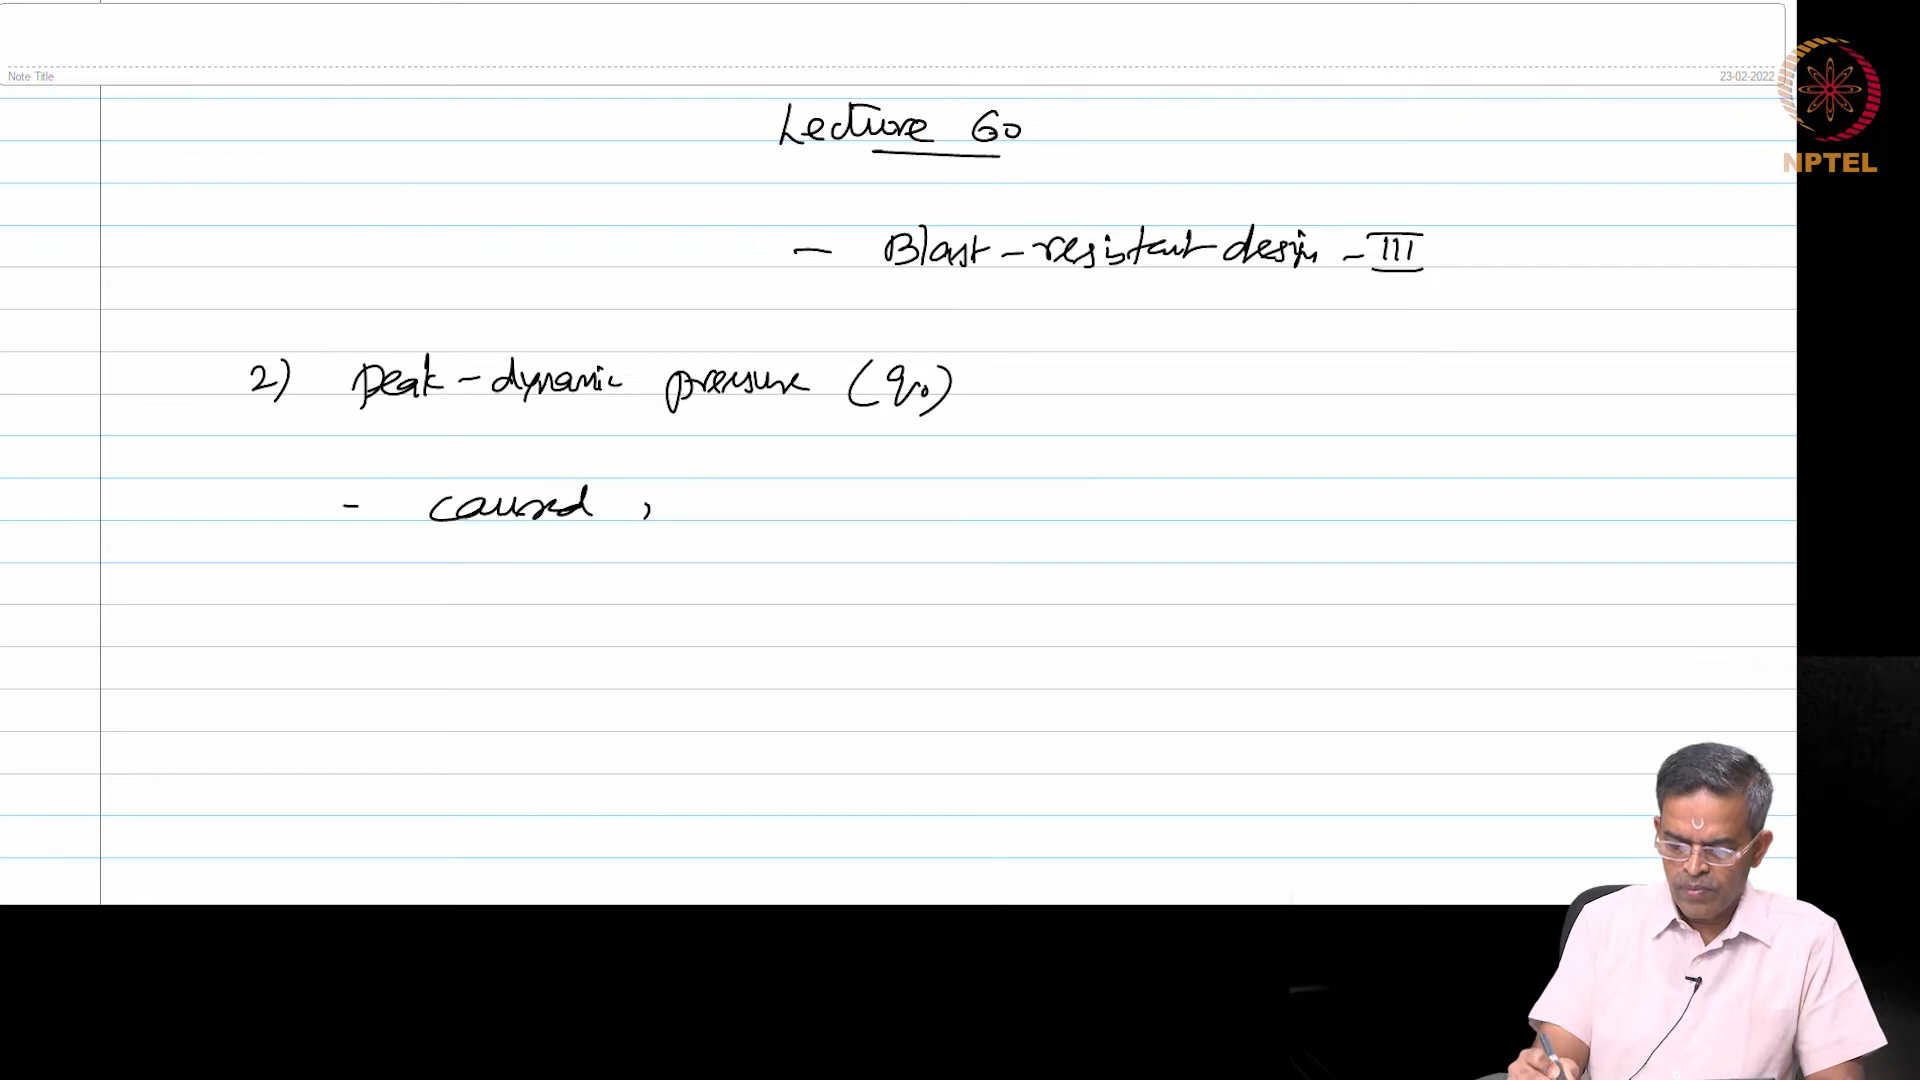 Note Title
23-02-2022
NPTEL
Lecture 60
- Blast-resistant design - III
2) peak-dynamic pressure (q₀)
- caused